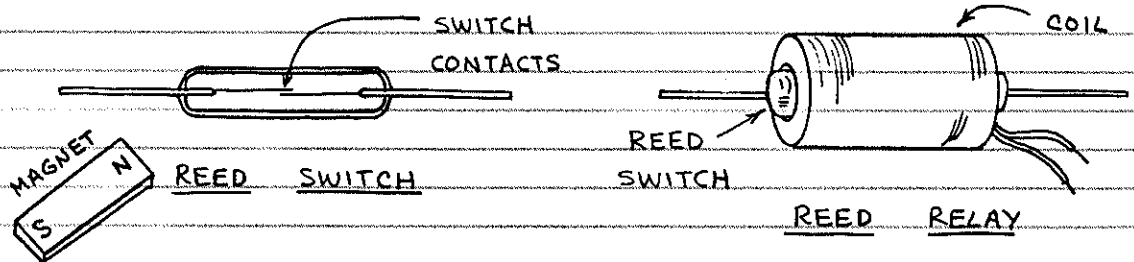 SWITCH
CONTACTS
MAGNET
N
S
REED SWITCH
COIL
REED
SWITCH
REED RELAY